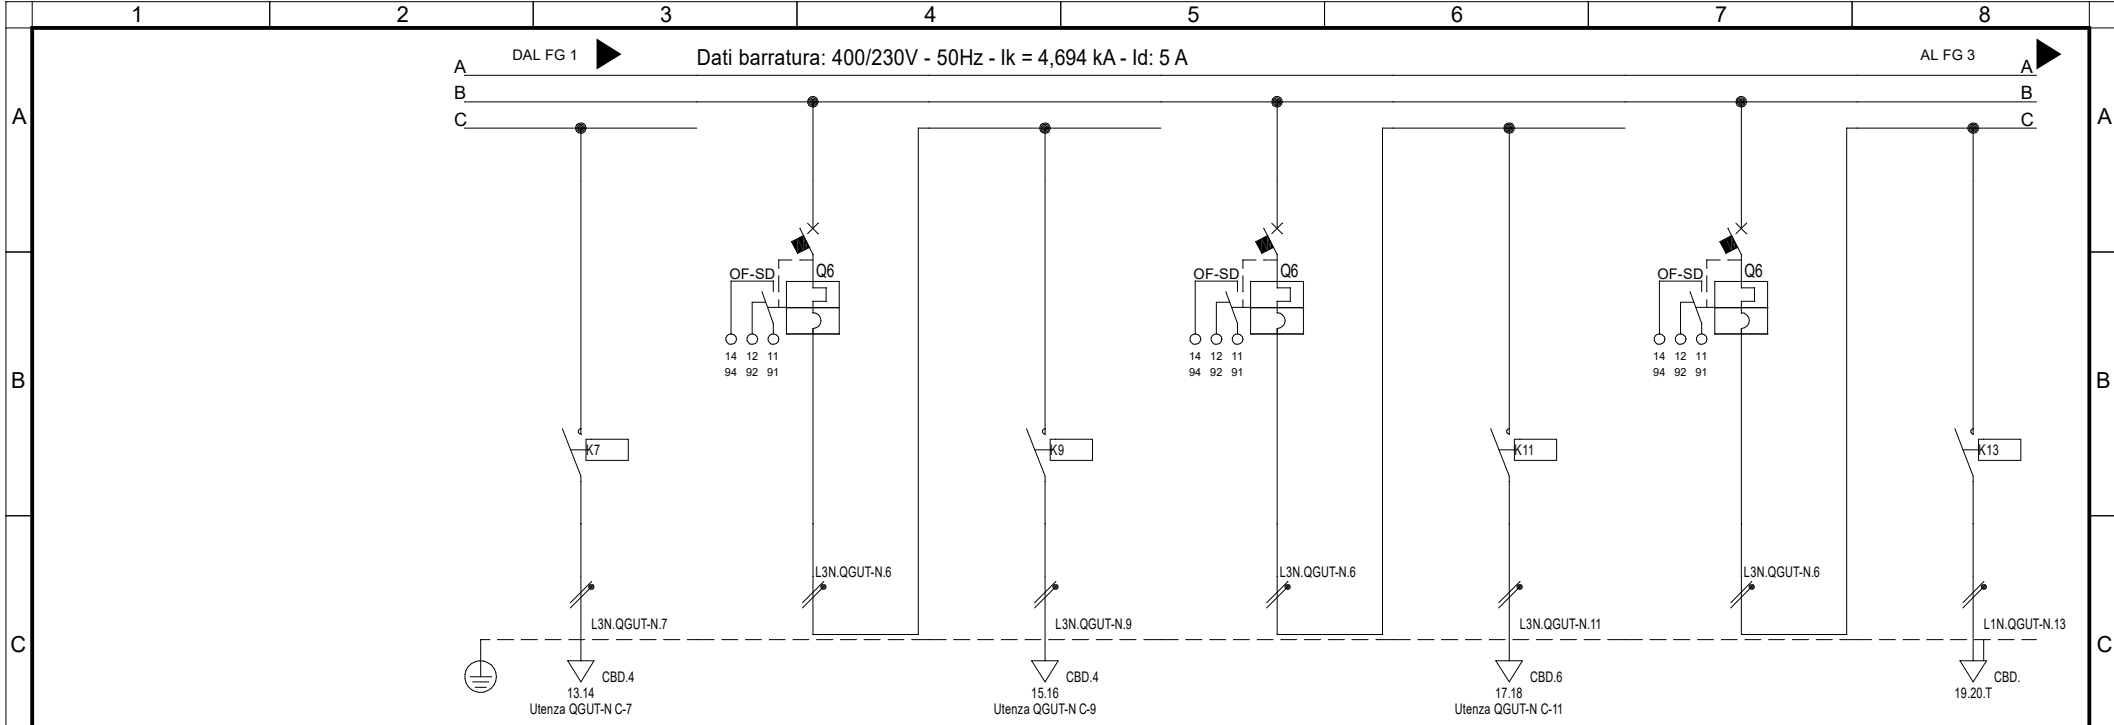 1 2 3 4 5 6 7 8
DAL FG 1 Dati barratura: 400/230V - 50Hz - Ik = 4,694 kA - Id: 5 A AL FG 3
A A
B B
C C
A A
OF-SD Q6 OF-SD Q6 OF-SD Q6
14 12 11 14 12 11 14 12 11
94 92 91 94 92 91 94 92 91
B B
K7 K9 K11 K13
L3N.QGUT-N.6 L3N.QGUT-N.6 L3N.QGUT-N.6
L3N.QGUT-N.7 L3N.QGUT-N.9 L3N.QGUT-N.11 L1N.QGUT-N.13
C C
CBD.4 CBD.4 CBD.6 CBD.
13.14 15.16 17.18 19.20.T
Utenza QGUT-N C-7 Utenza QGUT-N C-9 Utenza QGUT-N C-11